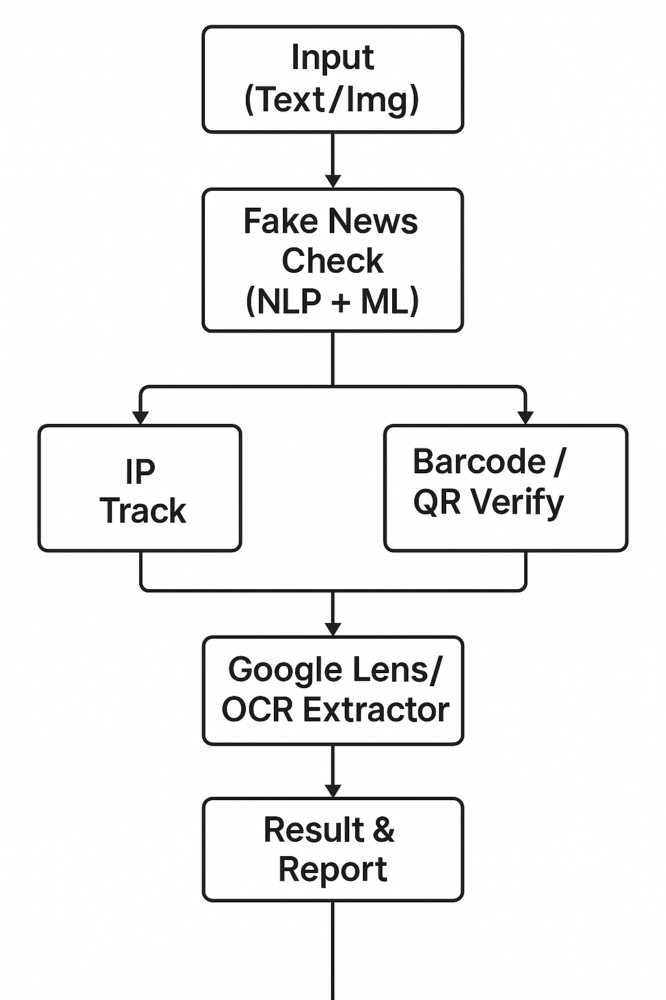 Input
(Text/Img)
Fake News
Check
(NLP + ML)
IP
Track
Barcode /
QR Verify
Google Lens/
OCR Extractor
Result &
Report